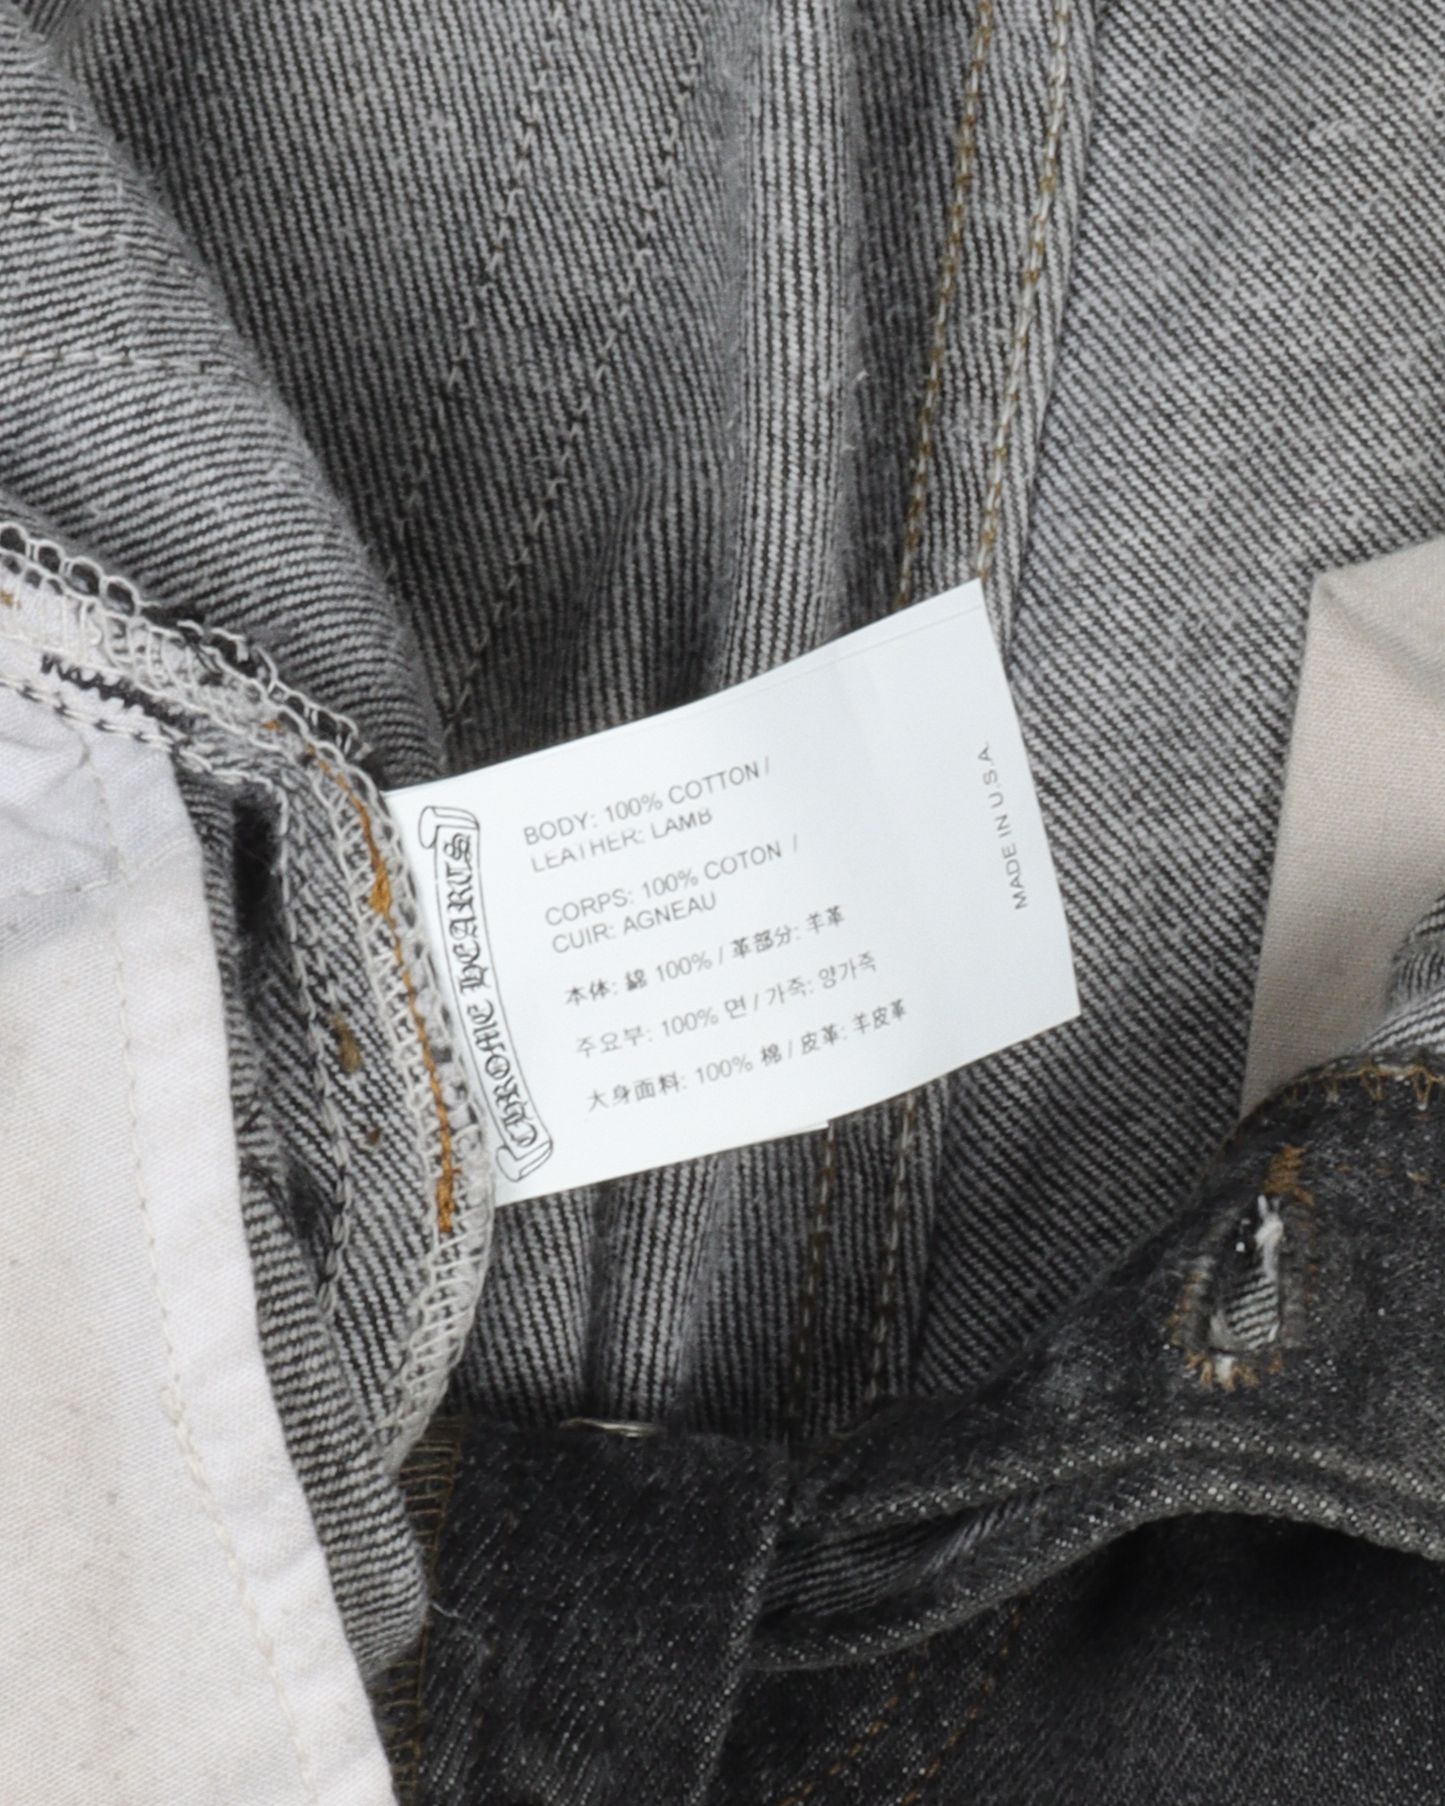 CHROME HEARTS
BODY: 100% COTTON /
LEATHER: LAMB
CORPS: 100% COTON /
CUIR: AGNEAU
本体: 綿 100% / 革部分: 羊革
주요부: 100% 면 / 가죽: 양가죽
大身面料: 100% 棉 / 皮革: 羊皮革
MADE IN U.S.A.